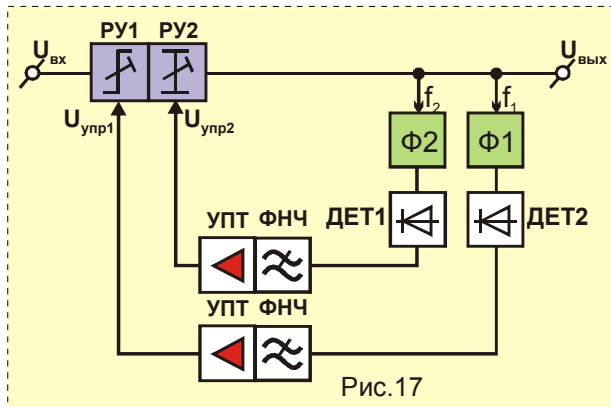 РУ1 РУ2
Uвх
Uвых
Uупр1
Uупр2
f2
f1
Ф2
Ф1
ДЕТ1
ДЕТ2
УПТ ФНЧ
УПТ ФНЧ
Рис.17